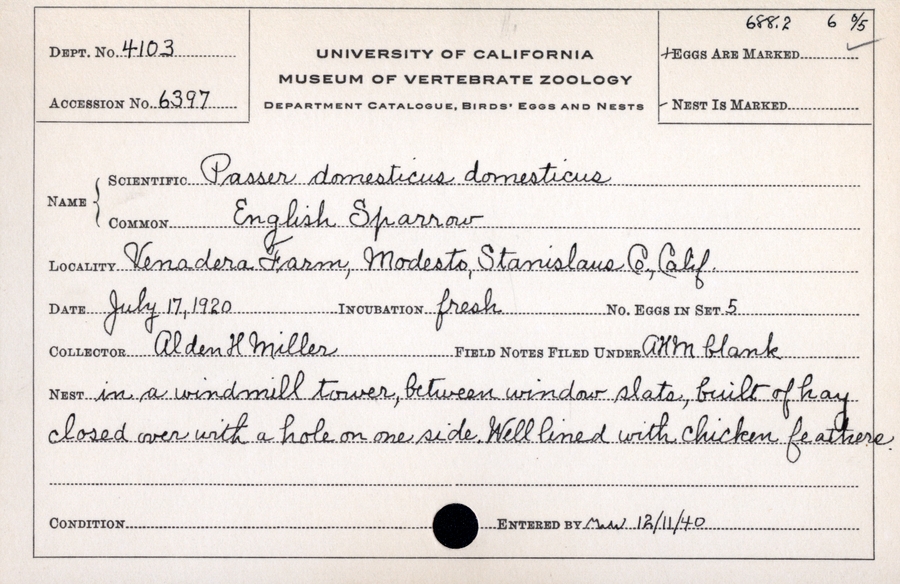 688.2 6 0/5
DEPT. No. 4103
UNIVERSITY OF CALIFORNIA
+EGGS ARE MARKED
MUSEUM OF VERTEBRATE ZOOLOGY
ACCESSION No. 6397
DEPARTMENT CATALOGUE, BIRDS' EGGS AND NESTS
- NEST IS MARKED
NAME
SCIENTIFIC Passer domesticus domesticus
COMMON English Sparrow
LOCALITY Venadera Farm, Modesto, Stanislaus Co., Calif.
DATE July 17, 1920 INCUBATION fresh No. EGGS IN SET 5
COLLECTOR Alden H Miller FIELD NOTES FILED UNDER AHM blank
NEST in a windmill tower, between window slats, built of hay
closed over with a hole on one side. Well lined with chicken feathers.
CONDITION ENTERED BY 12/11/40